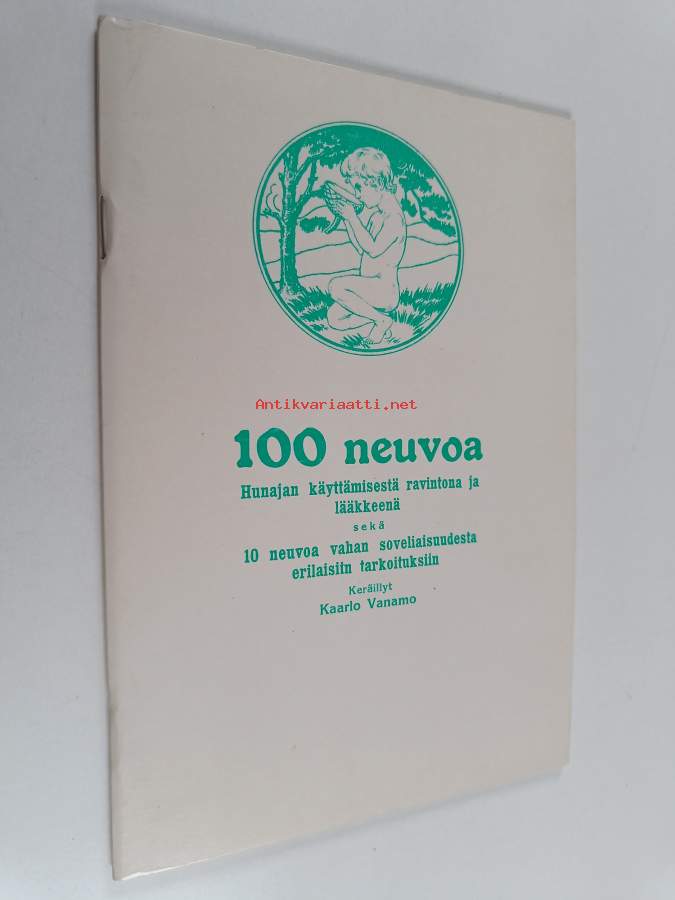 Antikvariaatti.net
100 neuvoa
Hunajan käyttämisestä ravintona ja
lääkkeenä
sekä
10 neuvoa vahan soveliaisuudesta
erilaisiin tarkoituksiin
Keräillyt
Kaarlo Vanamo